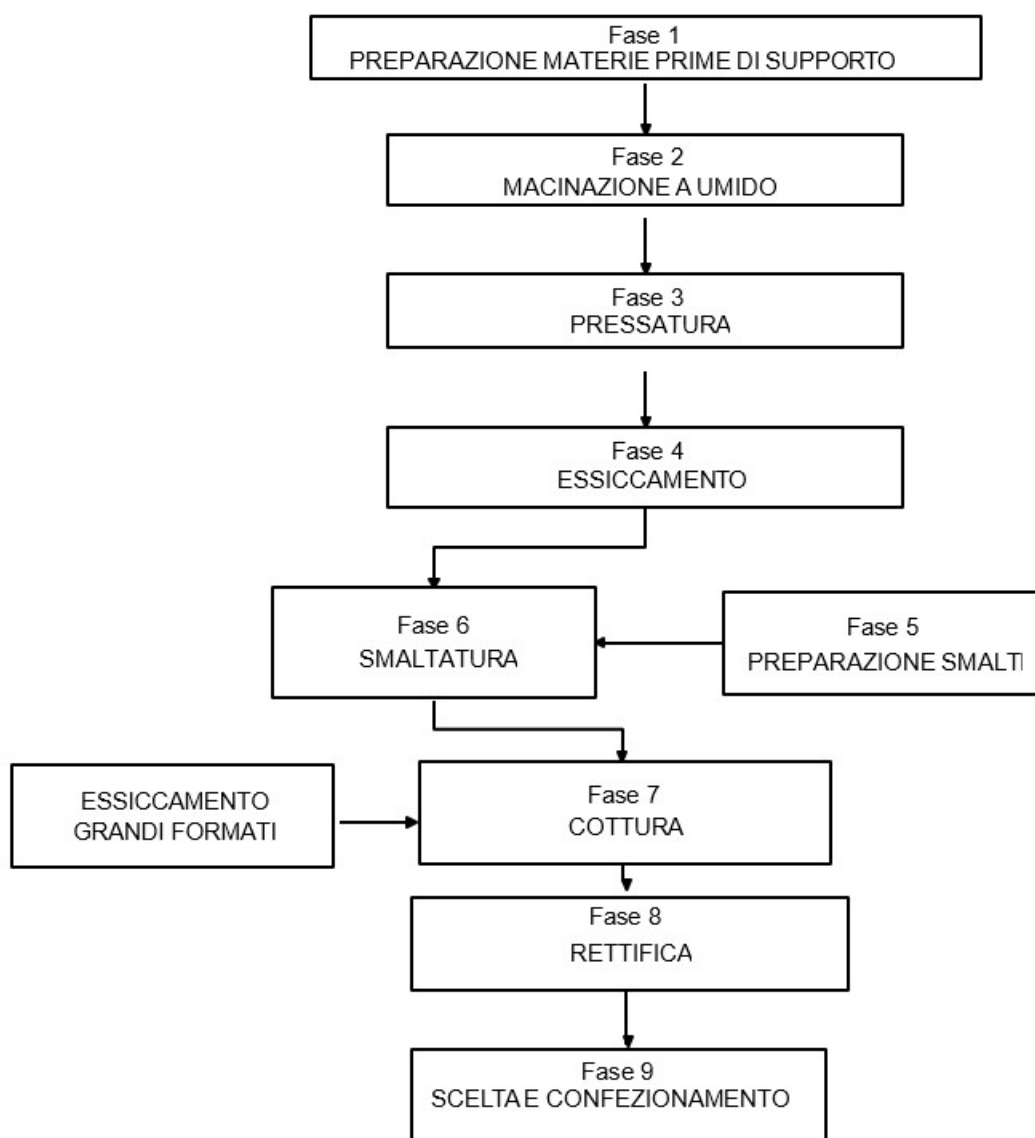 Fase 1
PREPARAZIONE MATERIE PRIME DI SUPPORTO
Fase 2
MACINAZIONE A UMIDO
Fase 3
PRESSATURA
Fase 4
ESSICCAMENTO
Fase 6
SMALTATURA
Fase 5
PREPARAZIONE SMALTI
ESSICCAMENTO
GRANDI FORMATI
Fase 7
COTTURA
Fase 8
RETTIFICA
Fase 9
SCELTA E CONFEZIONAMENTO